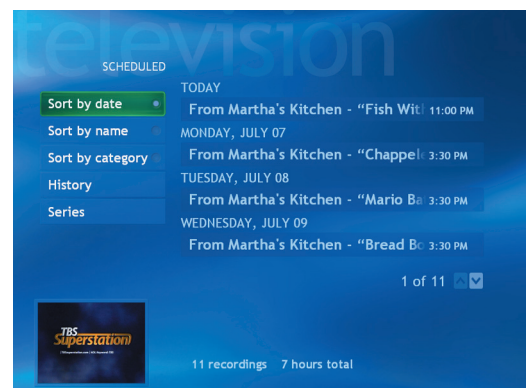 television
SCHEDULED
Sort by date
Sort by name
Sort by category
History
Series
TODAY
From Martha's Kitchen - "Fish Wit 11:00 PM
MONDAY, JULY 07
From Martha's Kitchen - "Chappel 3:30 PM
TUESDAY, JULY 08
From Martha's Kitchen - "Mario Ba 3:30 PM
WEDNESDAY, JULY 09
From Martha's Kitchen - "Bread Bo 3:30 PM
1 of 11
TBS
Superstation
11 recordings 7 hours total